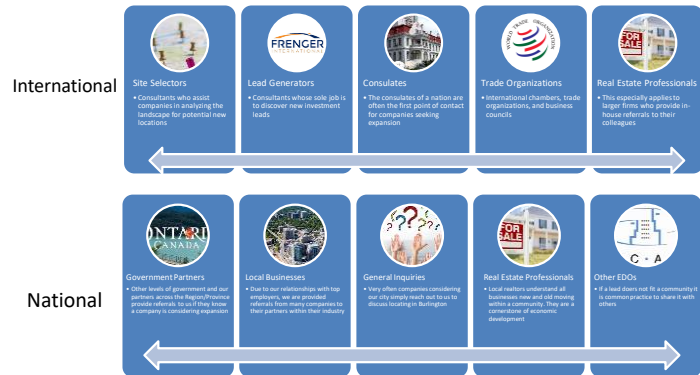 International
FRENGER
INTERNATIONAL
WORLD TRADE ORGANIZATION
FOR
SALE
Site Selectors
• Consultants who assist
companies in analyzing the
landscape for potential new
locations
Lead Generators
• Consultants whose sole job is
to discover new investment
leads
Consulates
• The consulates of a nation are
often the first point of contact
for companies seeking
expansion
Trade Organizations
• International chambers, trade
organizations, and business
councils
Real Estate Professionals
• This especially applies to
larger firms who provide in-
house referrals to their
colleagues
National
ONTARI
CANADA
FOR
SALE
C
A
Government Partners
• Other levels of government and our
partners across the Region/Province
provide referrals to us if they know
a company is considering expansion
Local Businesses
• Due to our relationships with top
employers, we are provided
referrals from many companies to
their partners within their industry
General Inquiries
• Very often companies considering
our city simply reach out to us to
discuss locating in Burlington
Real Estate Professionals
• Local realtors understand all
businesses new and old moving
within a community. They are a
cornerstone of economic
development
Other EDOs
• If a lead doesn't fit a community it
is common practice to share it with
others